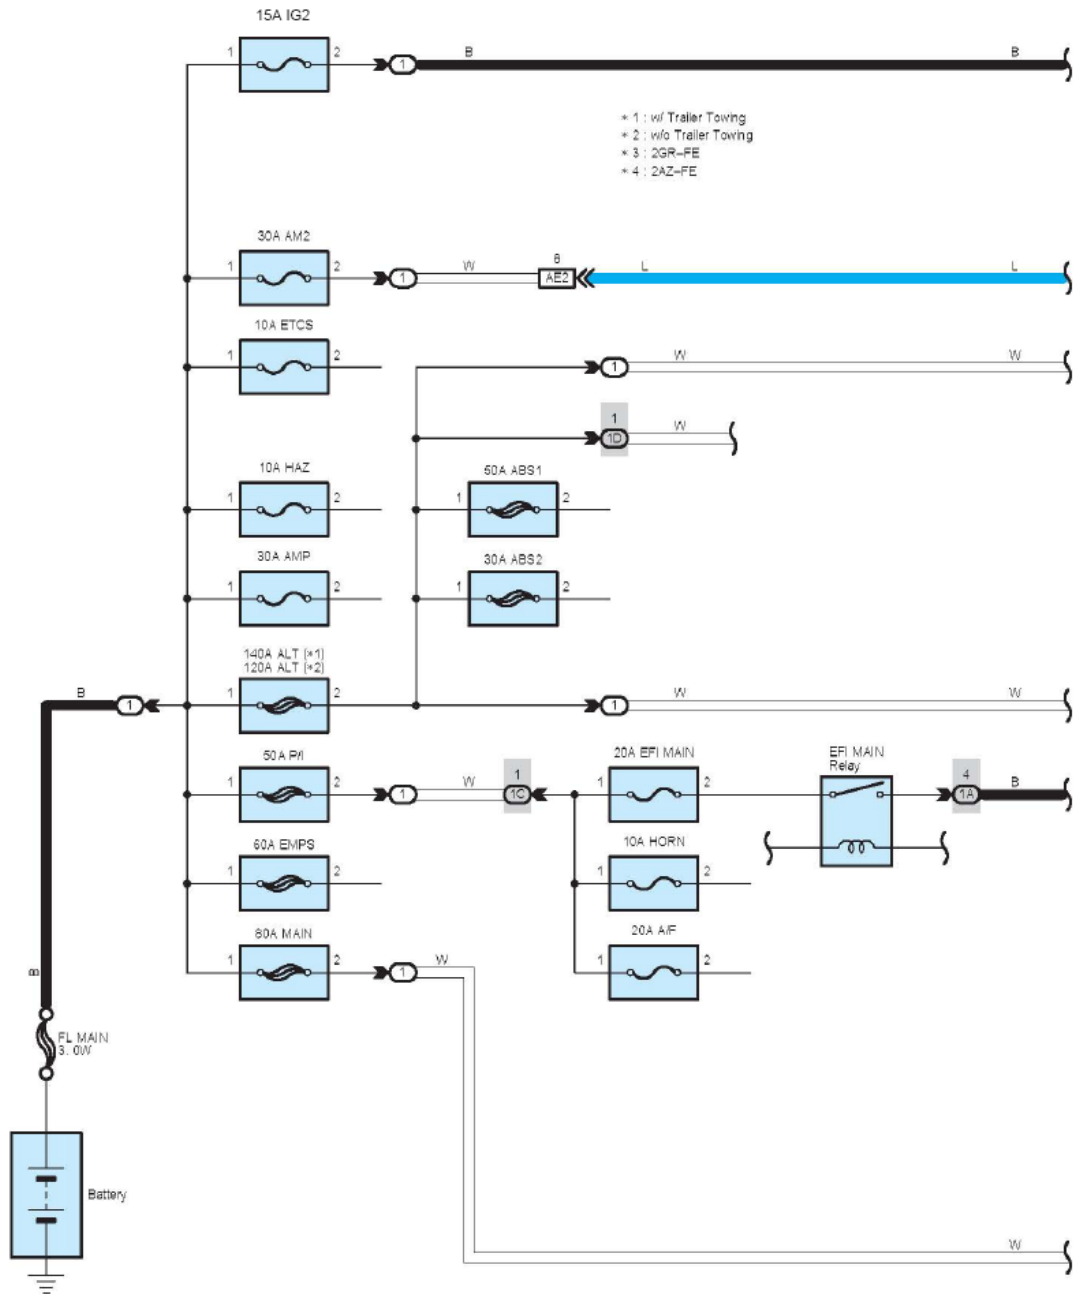 15A IG2
1 2 1 B B
* 1 : w/ Trailer Towing
* 2 : w/o Trailer Towing
* 3 : 2GR-FE
* 4 : 2AZ-FE
30A AM2
1 2 1 W 8 AE2 L L
10A ETCS
1 2 1 W W
1
1D W
10A HAZ 50A ABS1
1 2 1 2
30A AMP 30A ABS2
1 2 1 2
140A ALT (*1)
120A ALT (*2)
B 1 1 2 1 W W
50A P/I 20A EFI MAIN EFI MAIN
Relay
1 2 1 W 1 1C 1 2 4 1A B
60A EMPS 10A HORN
1 2 1 2
80A MAIN 20A A/F
1 2 1 W 1 2
B
FL MAIN
3. 0W
Battery
W